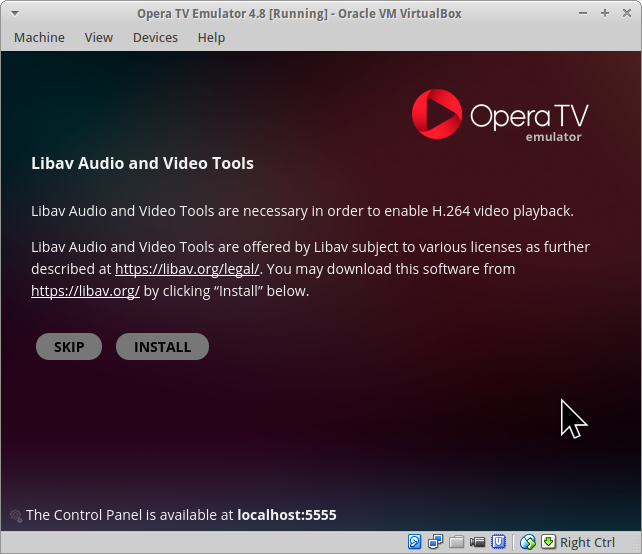 Opera TV Emulator 4.8 [Running] - Oracle VM VirtualBox
Machine View Devices Help
Opera TV
emulator
Libav Audio and Video Tools
Libav Audio and Video Tools are necessary in order to enable H.264 video playback.
Libav Audio and Video Tools are offered by Libav subject to various licenses as further
described at https://libav.org/legal/. You may download this software from
https://libav.org/ by clicking “Install” below.
SKIP INSTALL
The Control Panel is available at localhost:5555
Right Ctrl